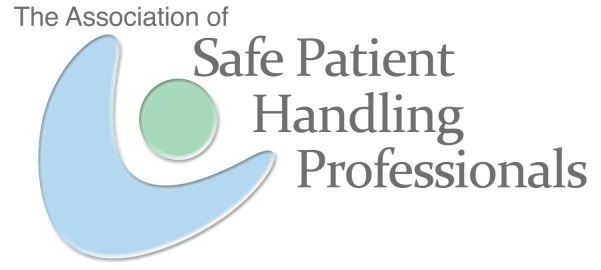 The Association of
Safe Patient
Handling
Professionals